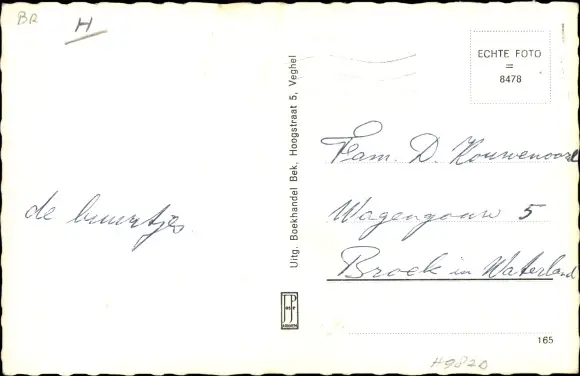 BR
H
ECHTE FOTO
=
8478
Uitg. Boekhandel Bek, Hoogstraat 5, Veghel
Fam. D. Kouwenoord
de buurtjes
Wagengouw 5
Broek in Waterland
165
H982D